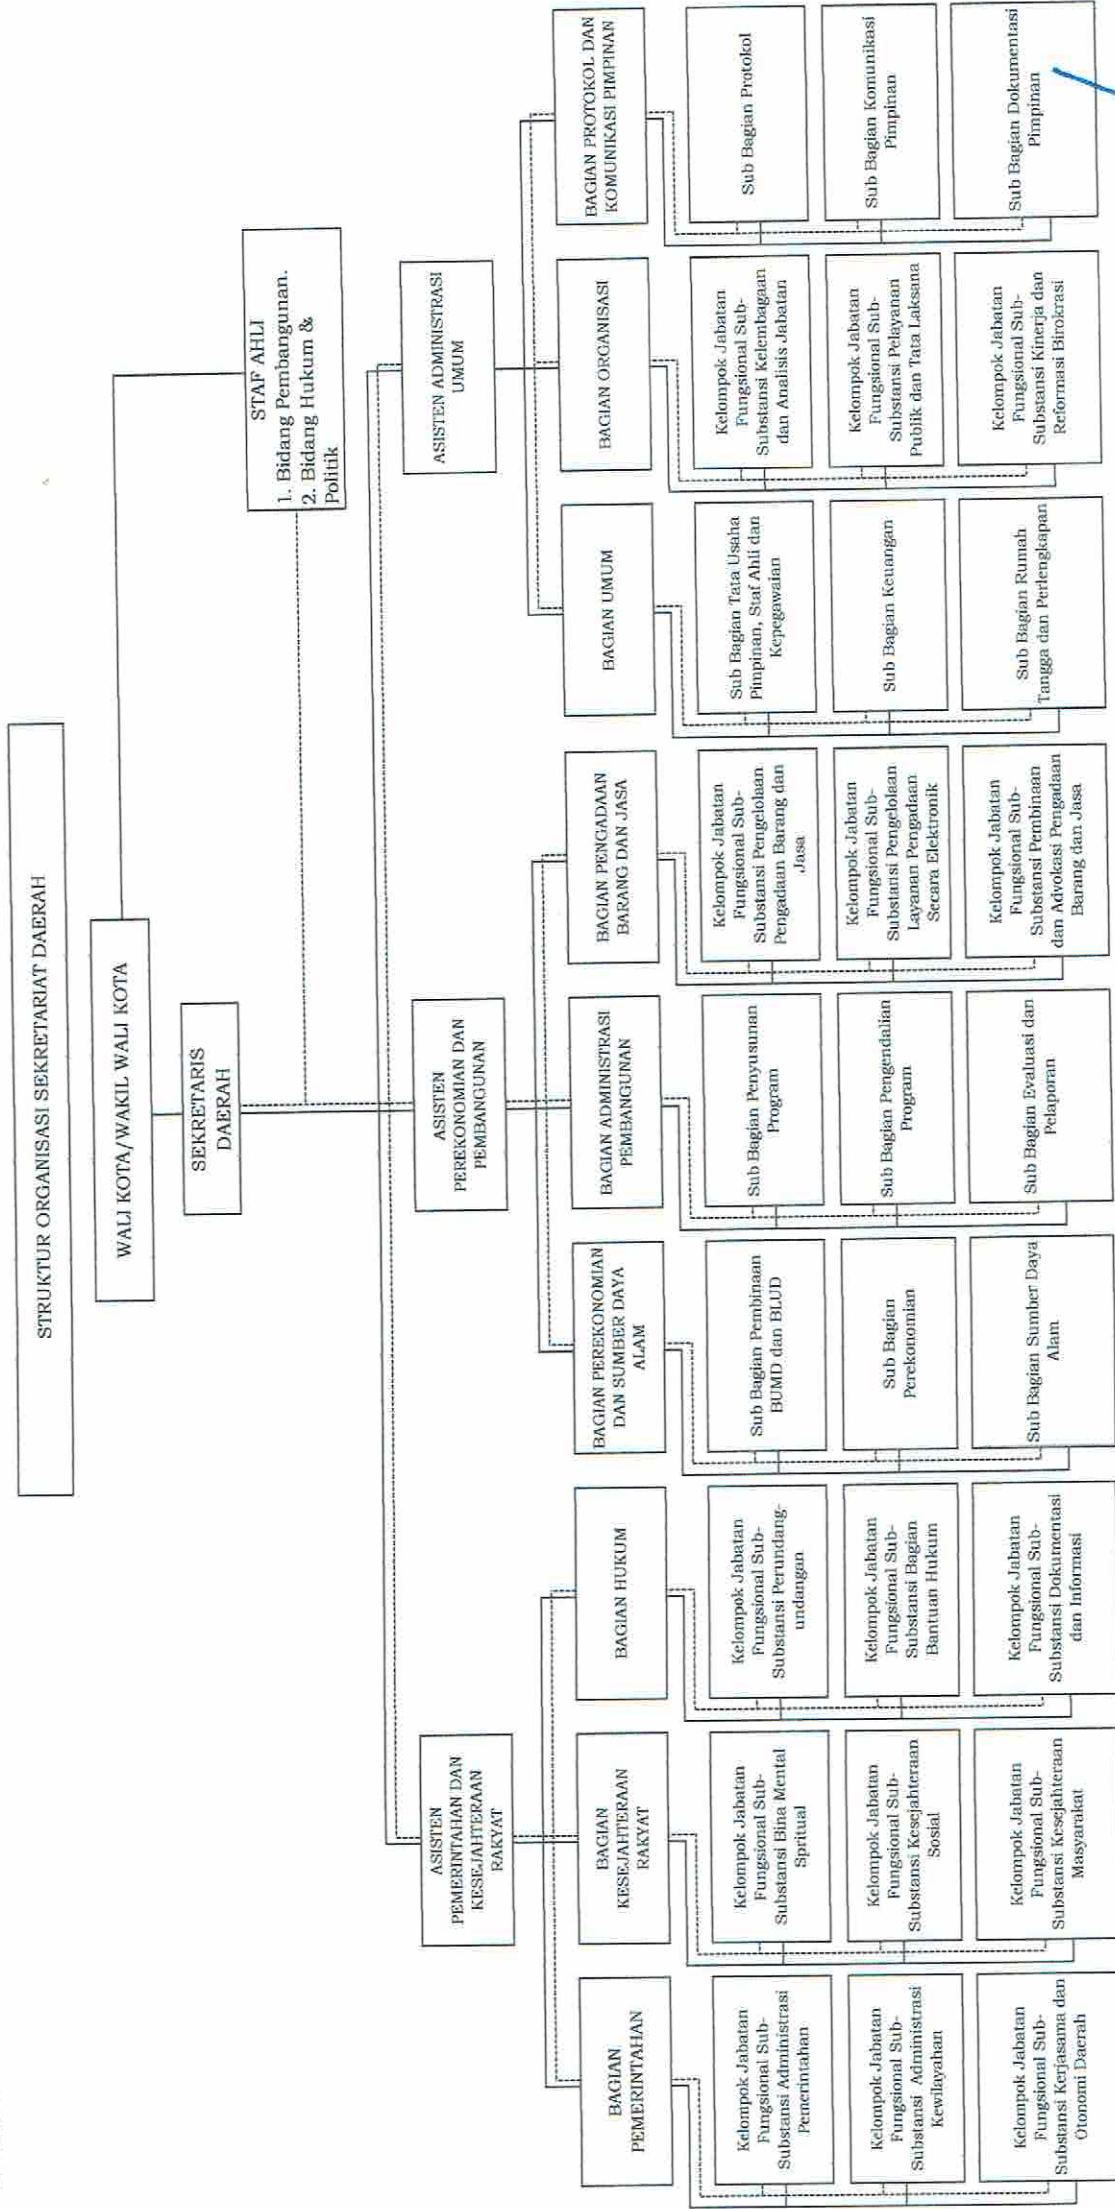 STRUKTUR ORGANISASI SEKRETARIAT DAERAH
WALI KOTA/WAKIL WALI KOTA
SEKRETARIS
DAERAH
STAF AHLI
1. Bidang Pembangunan.
2. Bidang Hukum &
Politik
ASISTEN
PEMERINTAHAN DAN
KESEJAHTERAAN
RAKYAT
ASISTEN
PEREKONOMIAN DAN
PEMBANGUNAN
ASISTEN ADMINISTRASI
UMUM
BAGIAN
PEMERINTAHAN
BAGIAN
KESEJAHTERAAN
RAKYAT
BAGIAN HUKUM
BAGIAN PEREKONOMIAN
DAN SUMBER DAYA
ALAM
BAGIAN ADMINISTRASI
PEMBANGUNAN
BAGIAN PENGADAAN
BARANG DAN JASA
BAGIAN UMUM
BAGIAN ORGANISASI
BAGIAN PROTOKOL DAN
KOMUNIKASI PIMPINAN
Kelompok Jabatan
Fungsional Sub-
Substansi Administrasi
Pemerintahan
Kelompok Jabatan
Fungsional Sub-
Substansi Bina Mental
Spritual
Kelompok Jabatan
Fungsional Sub-
Substansi Perundang-
undangan
Sub Bagian Pembinaan
BUMD dan BLUD
Sub Bagian Penyusunan
Program
Kelompok Jabatan
Fungsional Sub-
Substansi Pengelolaan
Pengadaan Barang dan
Jasa
Sub Bagian Tata Usaha
Pimpinan, Staf Ahli dan
Kepegawaian
Kelompok Jabatan
Fungsional Sub-
Substansi Kelembagaan
dan Analisis Jabatan
Sub Bagian Protokol
Kelompok Jabatan
Fungsional Sub-
Substansi Administrasi
Kewilayahan
Kelompok Jabatan
Fungsional Sub-
Substansi Kesejahteraan
Sosial
Kelompok Jabatan
Fungsional Sub-
Substansi Bagian
Bantuan Hukum
Sub Bagian
Perekonomian
Sub Bagian Pengendalian
Program
Kelompok Jabatan
Fungsional Sub-
Substansi Pengelolaan
Layanan Pengadaan
Secara Elektronik
Sub Bagian Keuangan
Kelompok Jabatan
Fungsional Sub-
Substansi Pelayanan
Publik dan Tata Laksana
Sub Bagian Komunikasi
Pimpinan
Kelompok Jabatan
Fungsional Sub-
Substansi Kerjasama dan
Otonomi Daerah
Kelompok Jabatan
Fungsional Sub-
Substansi Kesejahteraan
Masyarakat
Kelompok Jabatan
Fungsional Sub-
Substansi Dokumentasi
dan Informasi
Sub Bagian Sumber Daya
Alam
Sub Bagian Evaluasi dan
Pelaporan
Kelompok Jabatan
Fungsional Sub-
Substansi Pembinaan
dan Advokasi Pengadaan
Barang dan Jasa
Sub Bagian Rumah
Tangga dan Perlengkapan
Kelompok Jabatan
Fungsional Sub-
Substansi Kinerja dan
Reformasi Birokrasi
Sub Bagian Dokumentasi
Pimpinan